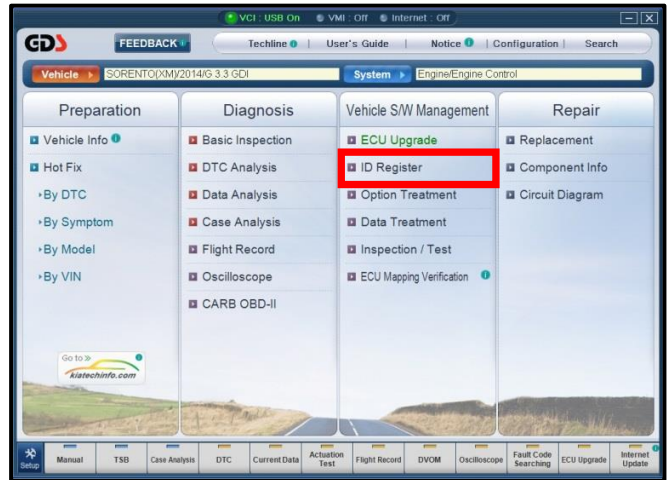 VCI : USB On VMI : Off Internet : Off
GDS FEEDBACK Techline | User's Guide | Notice | Configuration | Search
Vehicle SORENTO(XM)/2014/G 3.3 GDI System Engine/Engine Control
Preparation
Vehicle Info
Hot Fix
By DTC
By Symptom
By Model
By VIN
Go to
kiatechinfo.com
Diagnosis
Basic Inspection
DTC Analysis
Data Analysis
Case Analysis
Flight Record
Oscilloscope
CARB OBD-II
Vehicle S/W Management
ECU Upgrade
ID Register
Option Treatment
Data Treatment
Inspection / Test
ECU Mapping Verification
Repair
Replacement
Component Info
Circuit Diagram
Setup Manual TSB Case Analysis DTC Current Data Actuation Test Flight Record DVOM Oscilloscope Fault Code Searching ECU Upgrade Internet Update